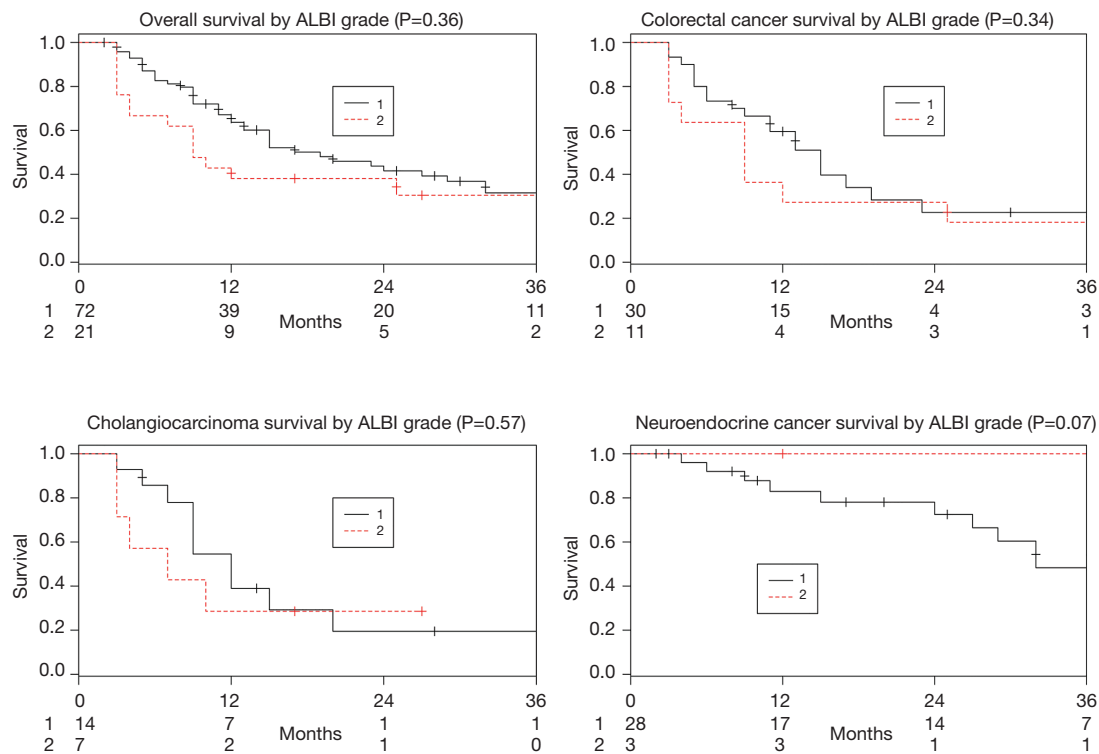 Overall survival by ALBI grade (P=0.36)
Survival
1.0
0.8
0.6
0.4
0.2
0.0
1
2
0 12 24 36
1 72 39 20 11
Months
2 21 9 5 2
Colorectal cancer survival by ALBI grade (P=0.34)
Survival
1.0
0.8
0.6
0.4
0.2
0.0
1
2
0 12 24 36
1 30 15 4 3
Months
2 11 4 3 1
Cholangiocarcinoma survival by ALBI grade (P=0.57)
Survival
1.0
0.8
0.6
0.4
0.2
0.0
1
2
0 12 24 36
1 14 7 1 1
Months
2 7 2 1 0
Neuroendocrine cancer survival by ALBI grade (P=0.07)
Survival
1.0
0.8
0.6
0.4
0.2
0.0
1
2
0 12 24 36
1 28 17 14 7
Months
2 3 3 1 1